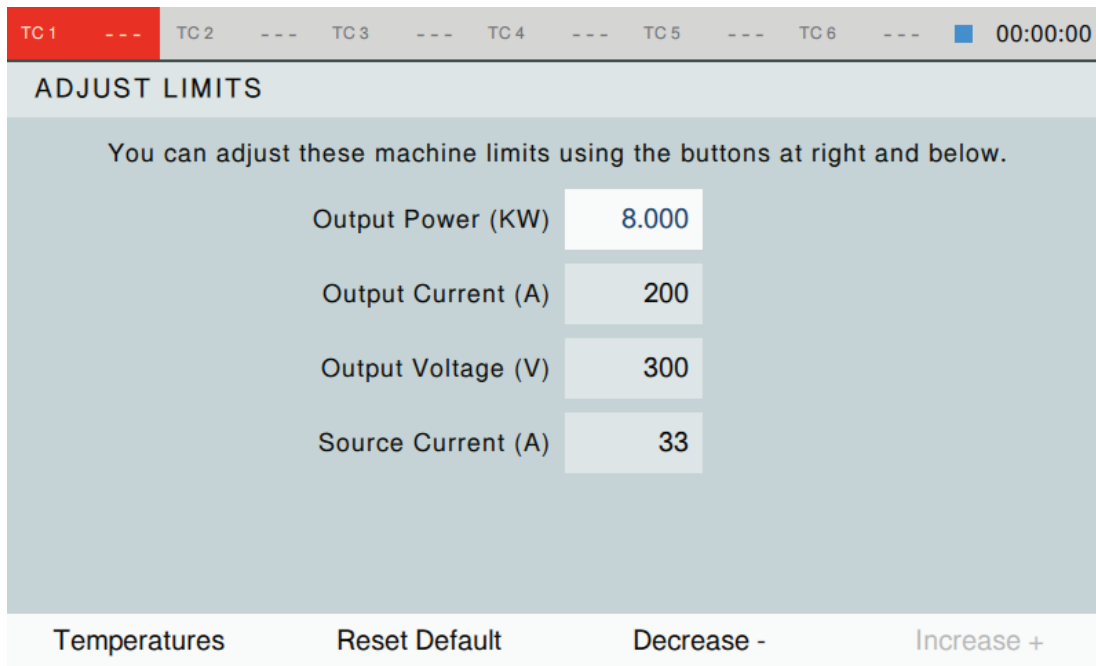 TC 1 --- TC 2 --- TC 3 --- TC 4 --- TC 5 --- TC 6 --- 00:00:00
ADJUST LIMITS
You can adjust these machine limits using the buttons at right and below.
Output Power (KW) 8.000
Output Current (A) 200
Output Voltage (V) 300
Source Current (A) 33
Temperatures Reset Default Decrease - Increase +